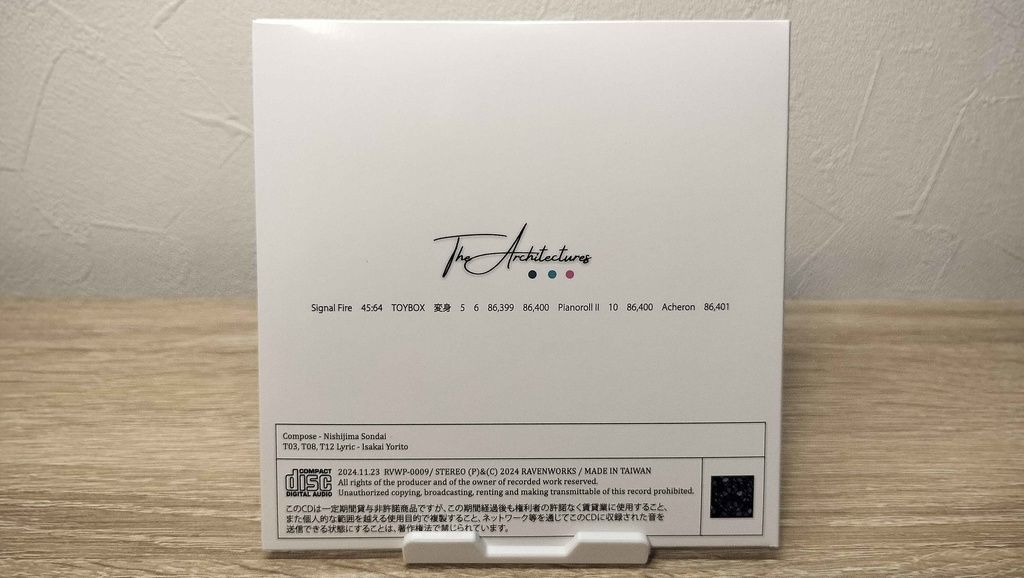 The Architectures
Signal Fire 45:64 TOYBOX 変身 5 6 86,399 86,400 Pianoroll II 10 86,400 Acheron 86,401
Compose - Nishijima Sondai
T03, T08, T12 Lyric - Isakai Yorito
COMPACT
disc
DIGITAL AUDIO
2024.11.23 RVWP-0009/ STEREO (P)&(C) 2024 RAVENWORKS / MADE IN TAIWAN
All rights of the producer and of the owner of recorded work reserved.
Unauthorized copying, broadcasting, renting and making transmittable of this record prohibited.
このCDは一定期間貸与非許諾商品ですが、この期間経過後も権利者の許諾なく賃貸業に使用すること、
また個人的な範囲を越える使用目的で複製すること、ネットワーク等を通じてこのCDに収録された音を
送信できる状態にすることは、著作権法で禁じられています。